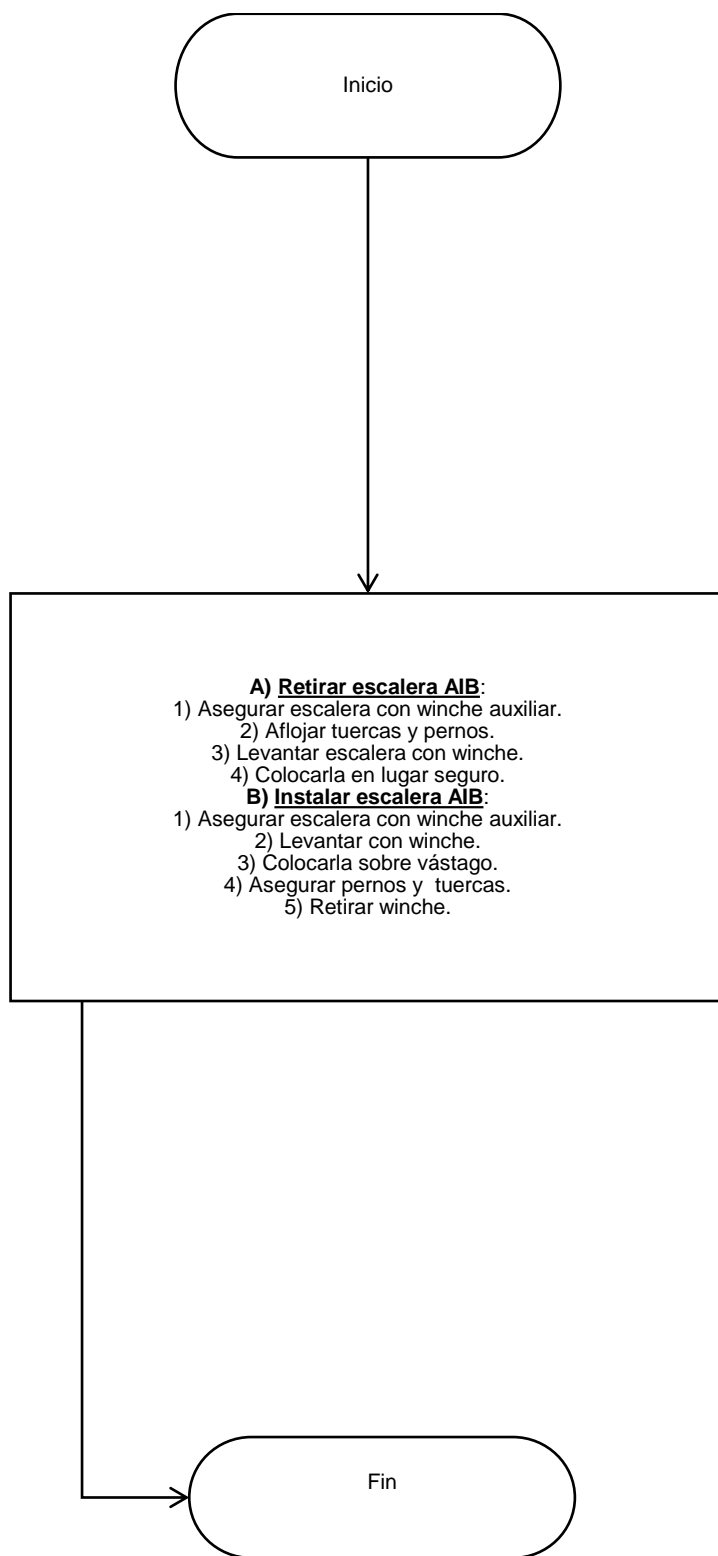 Inicio
A) Retirar escalera AIB:
1) Asegurar escalera con winche auxiliar.
2) Aflojar tuercas y pernos.
3) Levantar escalera con winche.
4) Colocarla en lugar seguro.
B) Instalar escalera AIB:
1) Asegurar escalera con winche auxiliar.
2) Levantar con winche.
3) Colocarla sobre vástago.
4) Asegurar pernos y  tuercas.
5) Retirar winche.
Fin